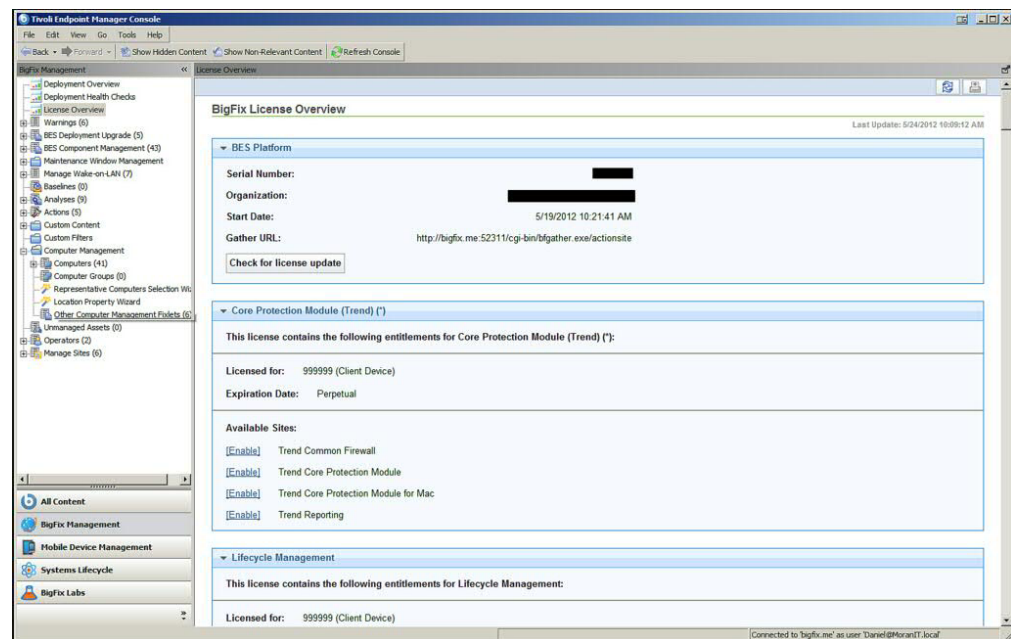 Tivoli Endpoint Manager Console
File Edit View Go Tools Help
Back Forward Show Hidden Content Show Non-Relevant Content Refresh Console
BigFix Management
License Overview
Deployment Overview
Deployment Health Checks
License Overview
Warnings (6)
BES Deployment Upgrade (5)
BES Component Management (43)
Maintenance Window Management
Manage Wake-on-LAN (7)
Baselines (0)
Analyses (9)
Actions (5)
Custom Content
Custom Filters
Computer Management
Computers (41)
Computer Groups (0)
Representative Computers Selection Wiz
Location Property Wizard
Other Computer Management Fixlets (6)
Unmanaged Assets (0)
Operators (2)
Manage Sites (6)
All Content
BigFix Management
Mobile Device Management
Systems Lifecycle
BigFix Labs
BigFix License Overview
Last Update: 5/24/2012 10:09:12 AM
BES Platform
Serial Number:
Organization:
Start Date: 5/19/2012 10:21:41 AM
Gather URL: http://bigfix.me:52311/cgi-bin/bfgather.exe/actionsite
Check for license update
Core Protection Module (Trend) (*)
This license contains the following entitlements for Core Protection Module (Trend) (*):
Licensed for: 999999 (Client Device)
Expiration Date: Perpetual
Available Sites:
[Enable] Trend Common Firewall
[Enable] Trend Core Protection Module
[Enable] Trend Core Protection Module for Mac
[Enable] Trend Reporting
Lifecycle Management
This license contains the following entitlements for Lifecycle Management:
Licensed for: 999999 (Client Device)
Connected to 'bigfix.me' as user 'Daniel@MoranIT.local'